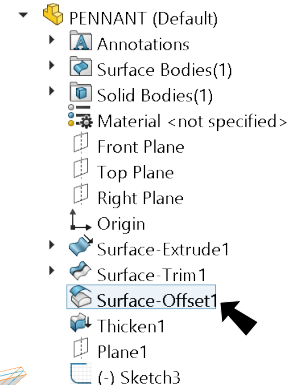 PENNANT (Default)
Annotations
Surface Bodies(1)
Solid Bodies(1)
Material <not specified>
Front Plane
Top Plane
Right Plane
Origin
Surface-Extrude1
Surface-Trim1
Surface-Offset1
Thicken1
Plane1
(-) Sketch3